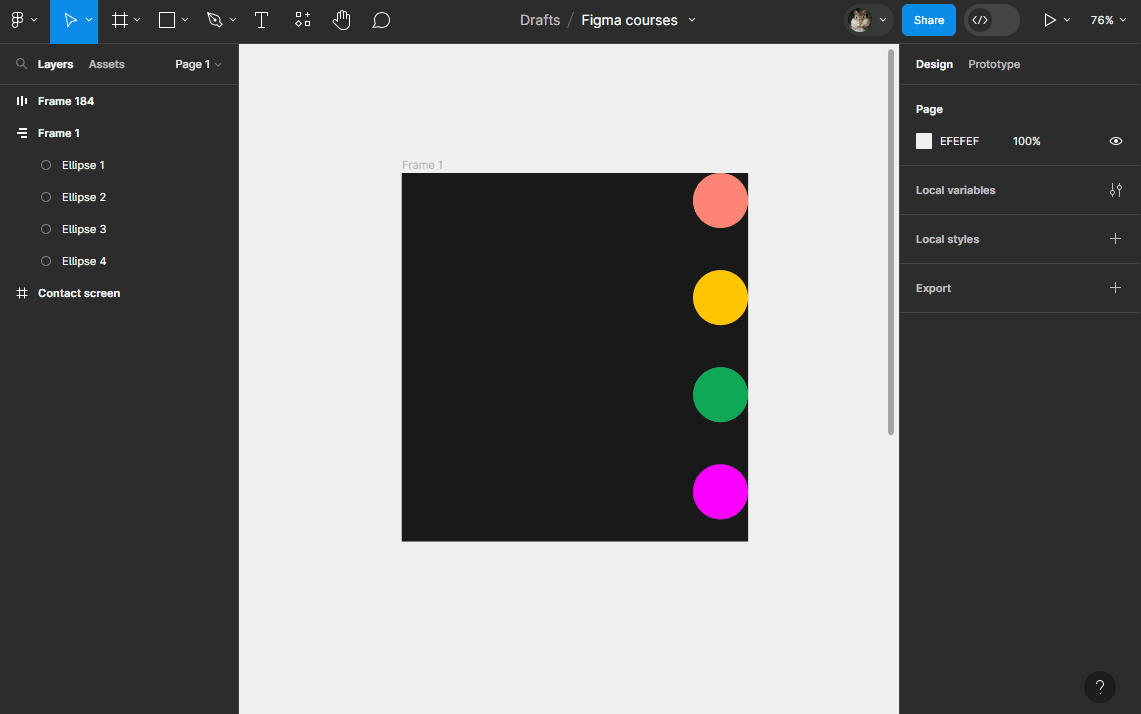 Drafts / Figma courses
Share
76%
Layers Assets Page 1
Frame 184
Frame 1
Ellipse 1
Ellipse 2
Ellipse 3
Ellipse 4
Contact screen
Frame 1
Design Prototype
Page
EFEFEF 100%
Local variables
Local styles
Export
?